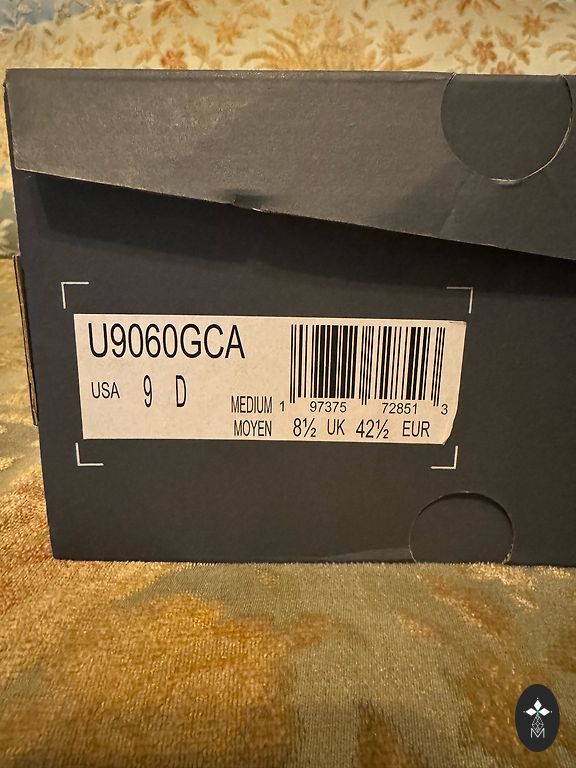 U9060GCA
USA 9 D
1 97375 72851 3
MEDIUM
MOYEN 8½ UK 42½ EUR
M